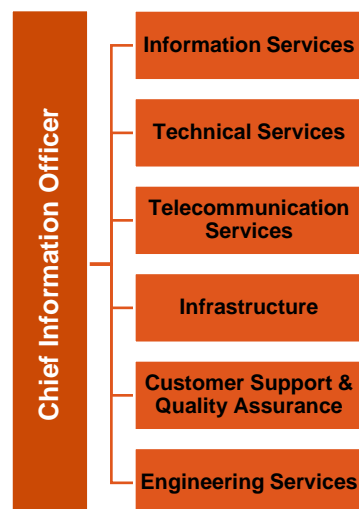 Chief Information Officer
Information Services
Technical Services
Telecommunication
Services
Infrastructure
Customer Support &
Quality Assurance
Engineering Services